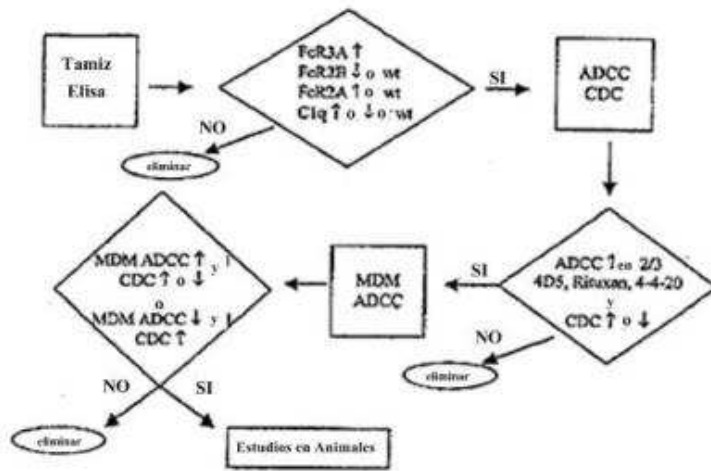 Tamiz
Elisa
FcR3A ↑
FcR2B ↓ o wt
FcR2A ↑ o wt
C1q ↑ o ↓ o wt
SI
ADCC
CDC
NO
eliminar
ADCC ↑ en 2/3
4D5, Rituxan, 4-4-20
y
CDC ↑ o ↓
SI
NO
eliminar
MDM
ADCC
MDM ADCC ↑ y
CDC ↑ o ↓
o
MDM ADCC ↓ y
CDC ↑
NO
SI
eliminar
Estudios en Animales